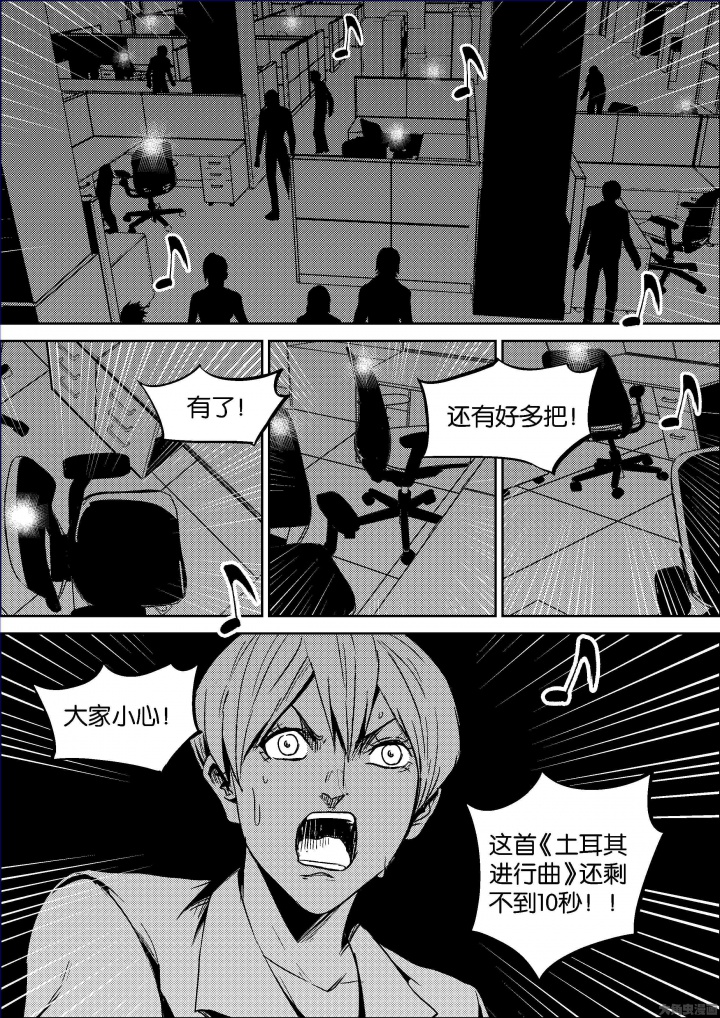 有了！
还有好多把！
大家小心！
这首《土耳其
进行曲》还剩
不到10秒！！